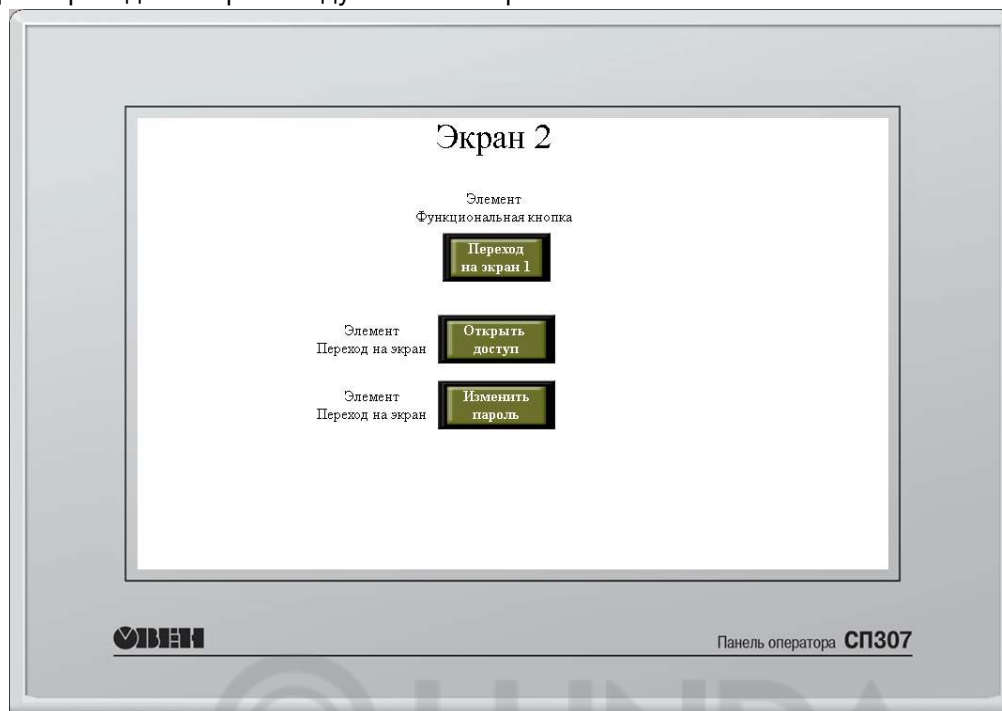 Экран 2
Элемент
Функциональная кнопка
Переход
на экран 1
Элемент
Переход на экран
Открыть
доступ
Элемент
Переход на экран
Изменить
пароль
ОВЕН
Панель оператора СП307
LUNDA